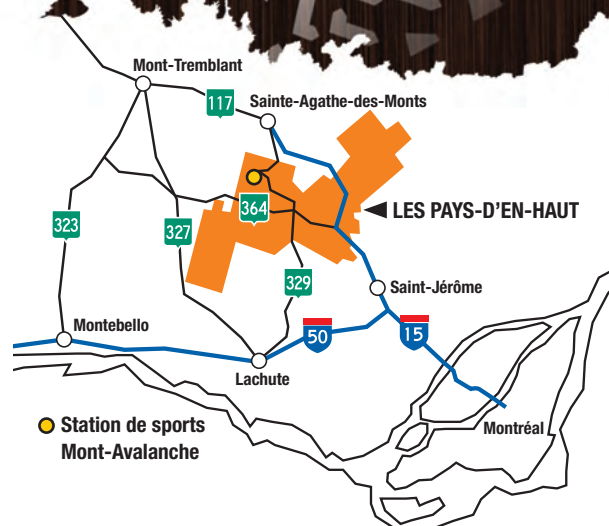 Mont-Tremblant
117
Sainte-Agathe-des-Monts
364
LES PAYS-D'EN-HAUT
323
327
329
Saint-Jérôme
Montebello
50
15
Lachute
Station de sports
Mont-Avalanche
Montréal